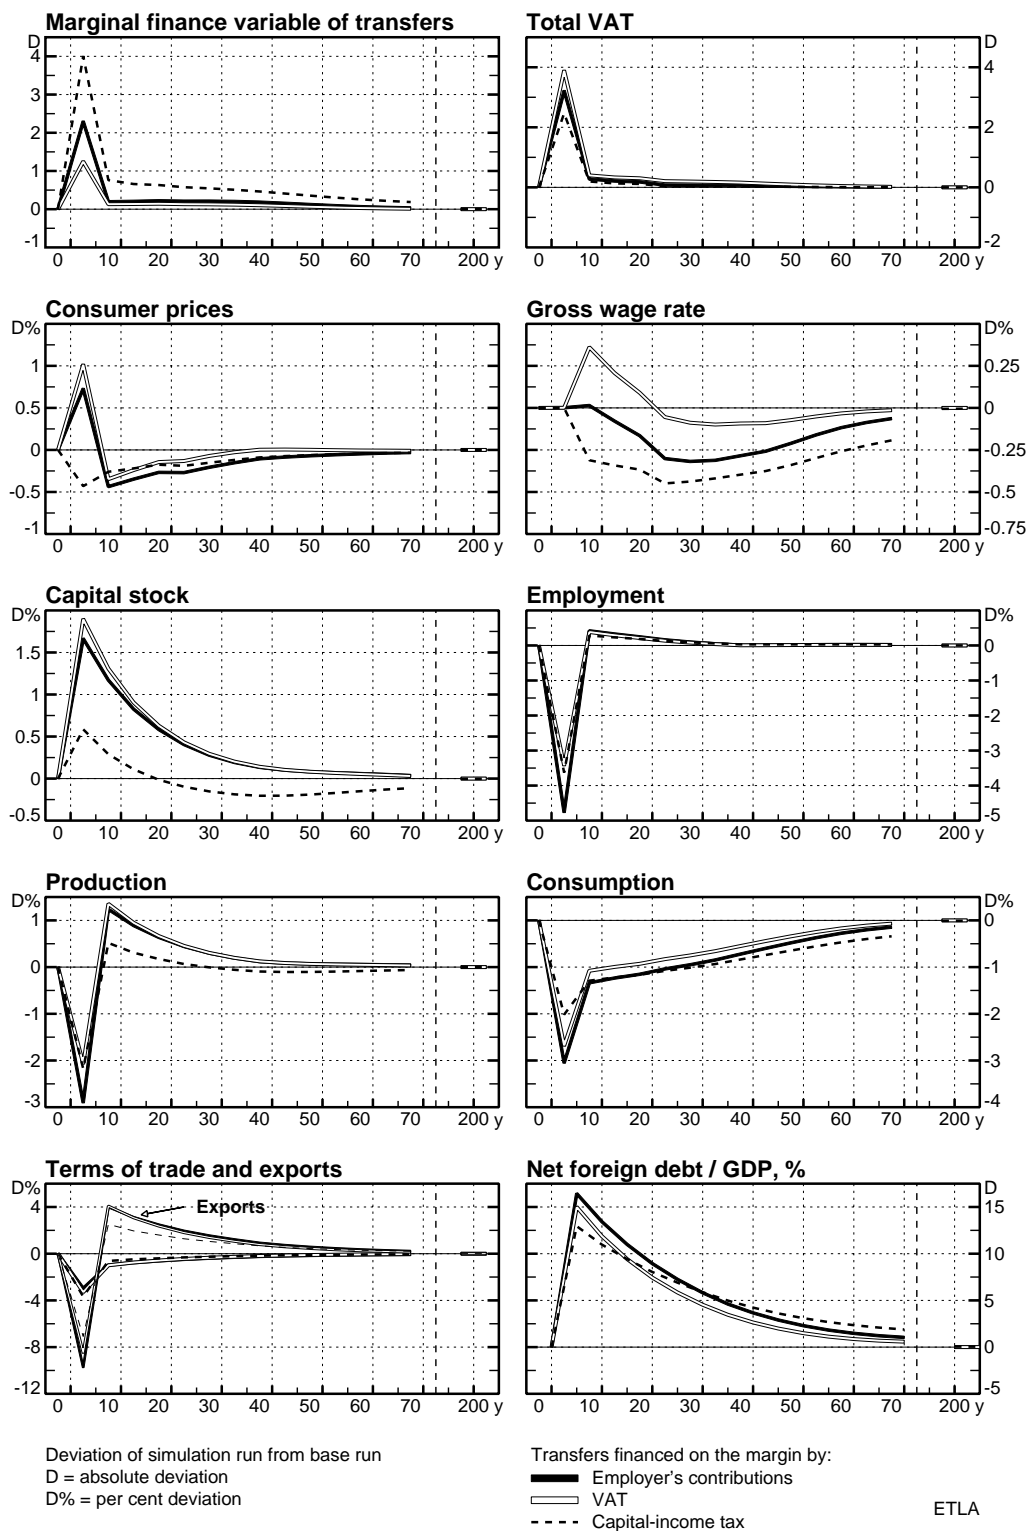 Marginal finance variable of transfers
D
4
3
2
1
0
-1
0 10 20 30 40 50 60 70 200 y
Total VAT
D
4
2
0
-2
0 10 20 30 40 50 60 70 200 y
Consumer prices
D%
1
0.5
0
-0.5
-1
0 10 20 30 40 50 60 70 200 y
Gross wage rate
D%
0.25
0
-0.25
-0.5
-0.75
0 10 20 30 40 50 60 70 200 y
Capital stock
D%
1.5
1
0.5
0
-0.5
0 10 20 30 40 50 60 70 200 y
Employment
D%
0
-1
-2
-3
-4
-5
0 10 20 30 40 50 60 70 200 y
Production
D%
1
0
-1
-2
-3
0 10 20 30 40 50 60 70 200 y
Consumption
D%
0
-1
-2
-3
-4
0 10 20 30 40 50 60 70 200 y
Terms of trade and exports
D%
4
Exports
0
-4
-8
-12
0 10 20 30 40 50 60 70 200 y
Net foreign debt / GDP, %
D
15
10
5
0
-5
0 10 20 30 40 50 60 70 200 y
Deviation of simulation run from base run
D = absolute deviation
D% = per cent deviation
Transfers financed on the margin by:
Employer's contributions
VAT
Capital-income tax
ETLA